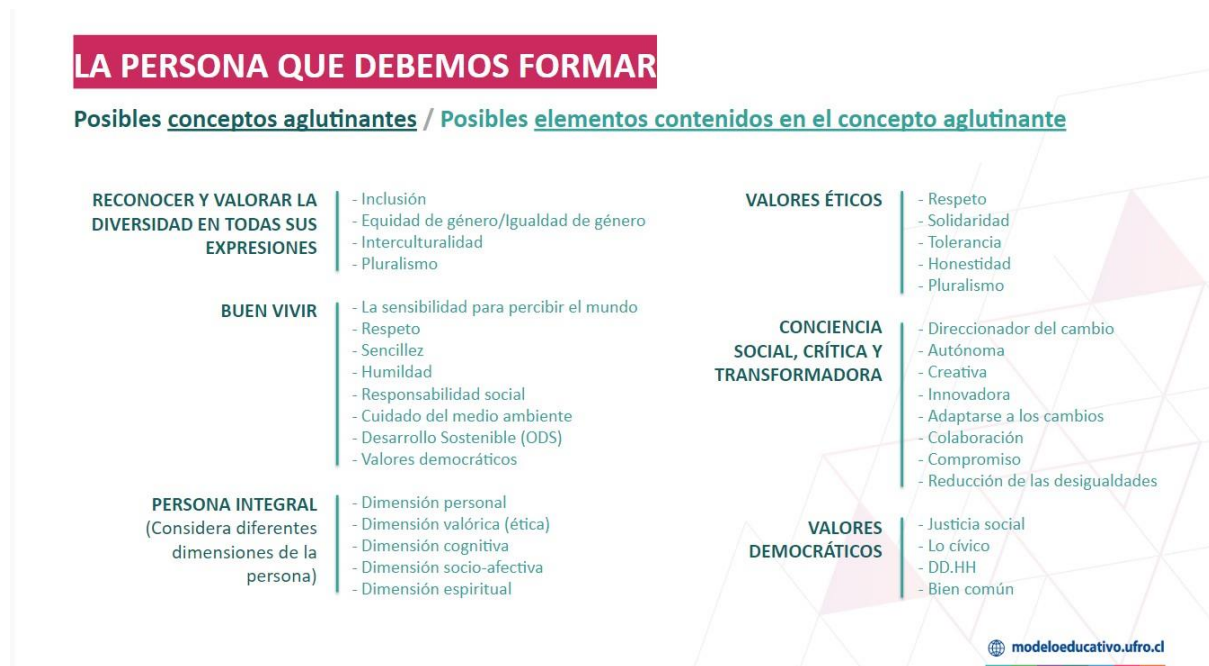 LA PERSONA QUE DEBEMOS FORMAR
Posibles conceptos aglutinantes / Posibles elementos contenidos en el concepto aglutinante
RECONOCER Y VALORAR LA
DIVERSIDAD EN TODAS SUS
EXPRESIONES
- Inclusión
- Equidad de género/Igualdad de género
- Interculturalidad
- Pluralismo
BUEN VIVIR
- La sensibilidad para percibir el mundo
- Respeto
- Sencillez
- Humildad
- Responsabilidad social
- Cuidado del medio ambiente
- Desarrollo Sostenible (ODS)
- Valores democráticos
PERSONA INTEGRAL
(Considera diferentes
dimensiones de la
persona)
- Dimensión personal
- Dimensión valórica (ética)
- Dimensión cognitiva
- Dimensión socio-afectiva
- Dimensión espiritual
VALORES ÉTICOS
- Respeto
- Solidaridad
- Tolerancia
- Honestidad
- Pluralismo
CONCIENCIA
SOCIAL, CRÍTICA Y
TRANSFORMADORA
- Direccionador del cambio
- Autónoma
- Creativa
- Innovadora
- Adaptarse a los cambios
- Colaboración
- Compromiso
- Reducción de las desigualdades
VALORES
DEMOCRÁTICOS
- Justicia social
- Lo cívico
- DD.HH
- Bien común
modeloeducativo.ufro.cl